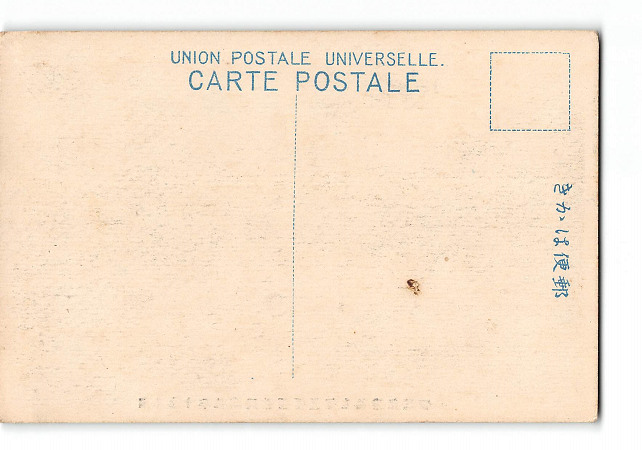 UNION POSTALE UNIVERSELLE.
CARTE POSTALE
郵便はかき